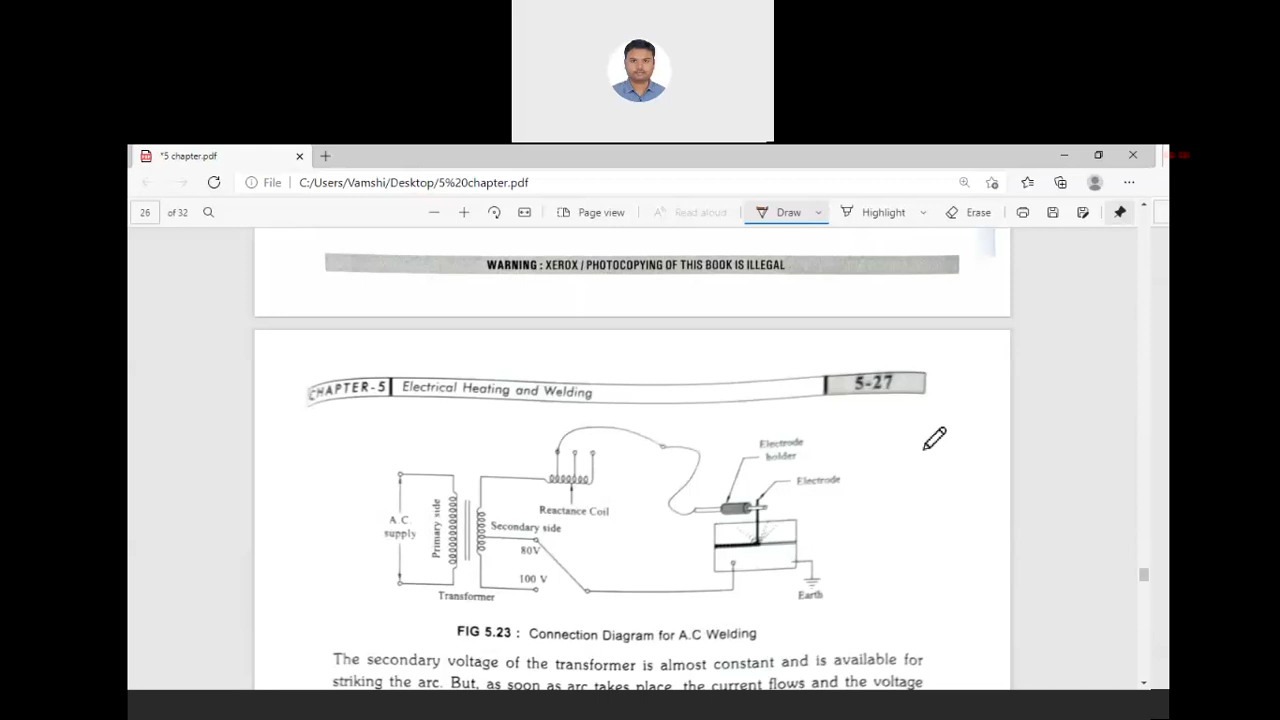 *5 chapter.pdf
File
C:/Users/Vamshi/Desktop/5%20chapter.pdf
26 of 32
Page view
Read aloud
Draw
Highlight
Erase
WARNING : XEROX / PHOTOCOPYING OF THIS BOOK IS ILLEGAL
CHAPTER-5
Electrical Heating and Welding
5-27
Electrode
holder
Electrode
Reactance Coil
A.C.
supply
Primary side
Secondary side
80V
100 V
Transformer
Earth
FIG 5.23 : Connection Diagram for A.C Welding
The secondary voltage of the transformer is almost constant and is available for
striking the arc. But, as soon as arc takes place, the current flows and the voltage